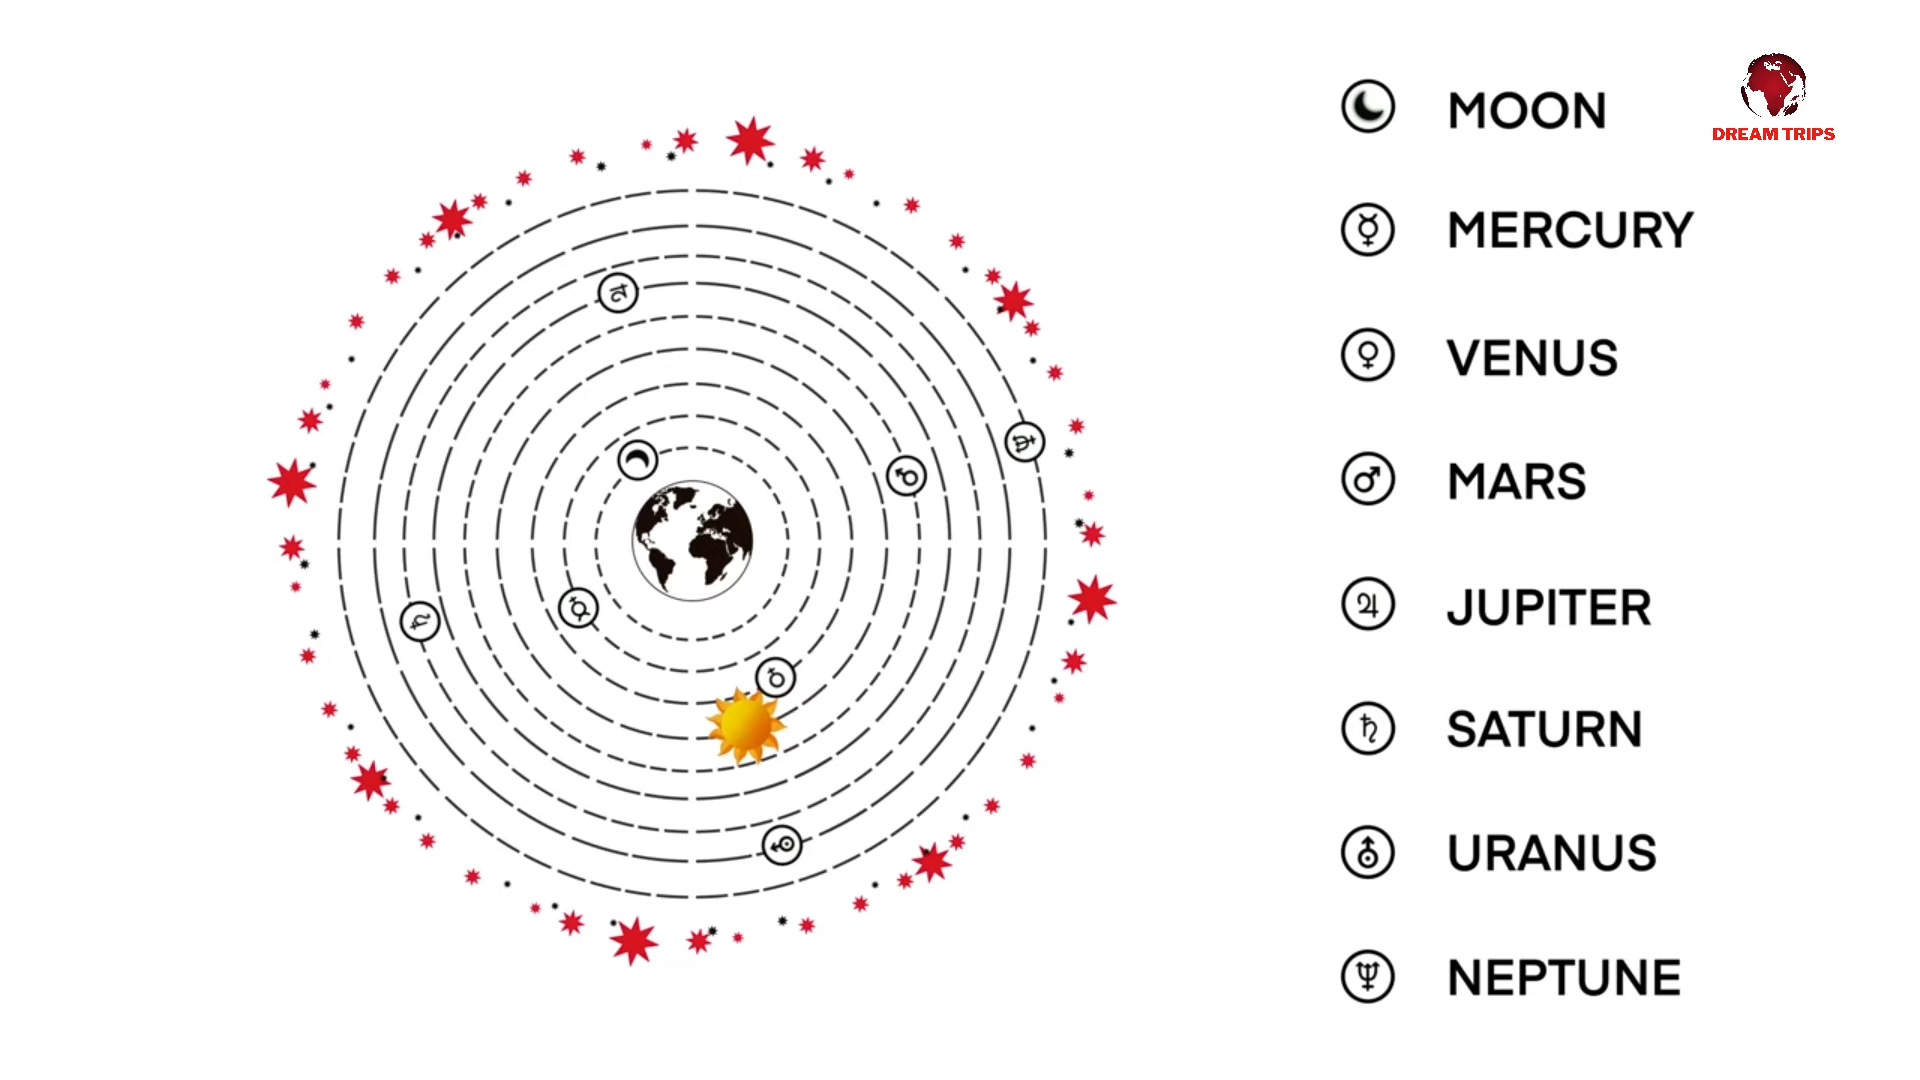 MOON
DREAM TRIPS
MERCURY
VENUS
MARS
JUPITER
SATURN
URANUS
NEPTUNE